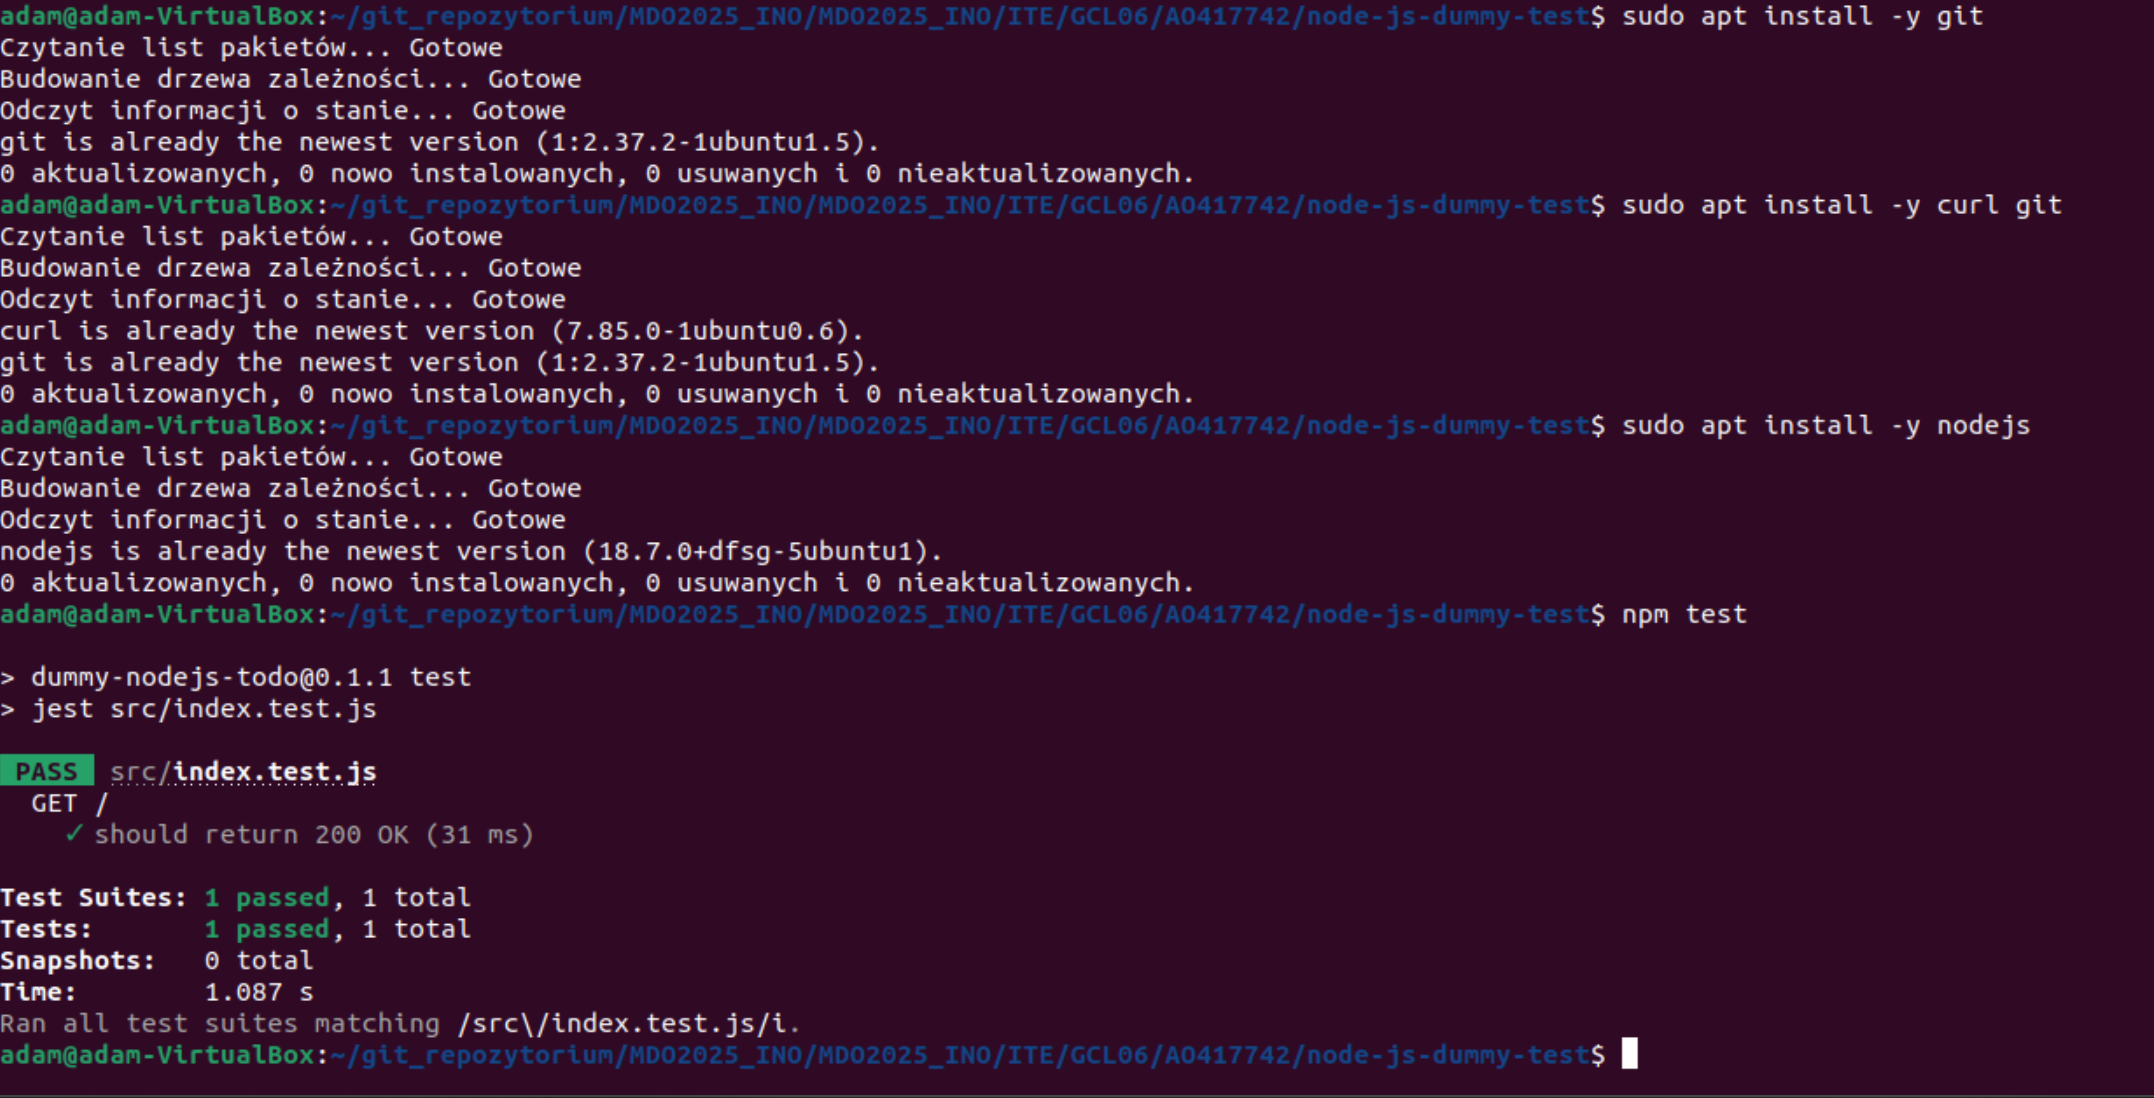 adam@adam-VirtualBox:~/git_repozytorium/MDO2025_INO/MDO2025_INO/ITE/GCL06/AO417742/node-js-dummy-test$ sudo apt install -y git
Czytanie list pakietów... Gotowe
Budowanie drzewa zależności... Gotowe
Odczyt informacji o stanie... Gotowe
git is already the newest version (1:2.37.2-1ubuntu1.5).
0 aktualizowanych, 0 nowo instalowanych, 0 usuwanych i 0 nieaktualizowanych.
adam@adam-VirtualBox:~/git_repozytorium/MDO2025_INO/MDO2025_INO/ITE/GCL06/AO417742/node-js-dummy-test$ sudo apt install -y curl git
Czytanie list pakietów... Gotowe
Budowanie drzewa zależności... Gotowe
Odczyt informacji o stanie... Gotowe
curl is already the newest version (7.85.0-1ubuntu0.6).
git is already the newest version (1:2.37.2-1ubuntu1.5).
0 aktualizowanych, 0 nowo instalowanych, 0 usuwanych i 0 nieaktualizowanych.
adam@adam-VirtualBox:~/git_repozytorium/MDO2025_INO/MDO2025_INO/ITE/GCL06/AO417742/node-js-dummy-test$ sudo apt install -y nodejs
Czytanie list pakietów... Gotowe
Budowanie drzewa zależności... Gotowe
Odczyt informacji o stanie... Gotowe
nodejs is already the newest version (18.7.0+dfsg-5ubuntu1).
0 aktualizowanych, 0 nowo instalowanych, 0 usuwanych i 0 nieaktualizowanych.
adam@adam-VirtualBox:~/git_repozytorium/MDO2025_INO/MDO2025_INO/ITE/GCL06/AO417742/node-js-dummy-test$ npm test
> dummy-nodejs-todo@0.1.1 test
> jest src/index.test.js
PASS src/index.test.js
GET /
✓ should return 200 OK (31 ms)
Test Suites: 1 passed, 1 total
Tests: 1 passed, 1 total
Snapshots: 0 total
Time: 1.087 s
Ran all test suites matching /src\/index.test.js/i.
adam@adam-VirtualBox:~/git_repozytorium/MDO2025_INO/MDO2025_INO/ITE/GCL06/AO417742/node-js-dummy-test$